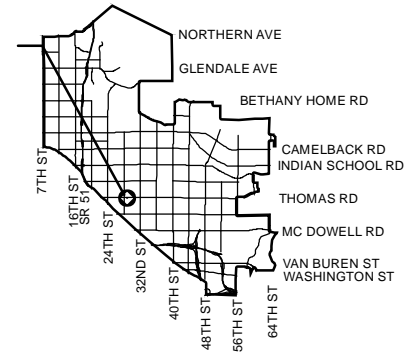 NORTHERN AVE
GLENDALE AVE
BETHANY HOME RD
CAMELBACK RD
INDIAN SCHOOL RD
THOMAS RD
MC DOWELL RD
VAN BUREN ST
WASHINGTON ST
7TH ST
16TH ST
SR 51
24TH ST
32ND ST
40TH ST
48TH ST
56TH ST
64TH ST